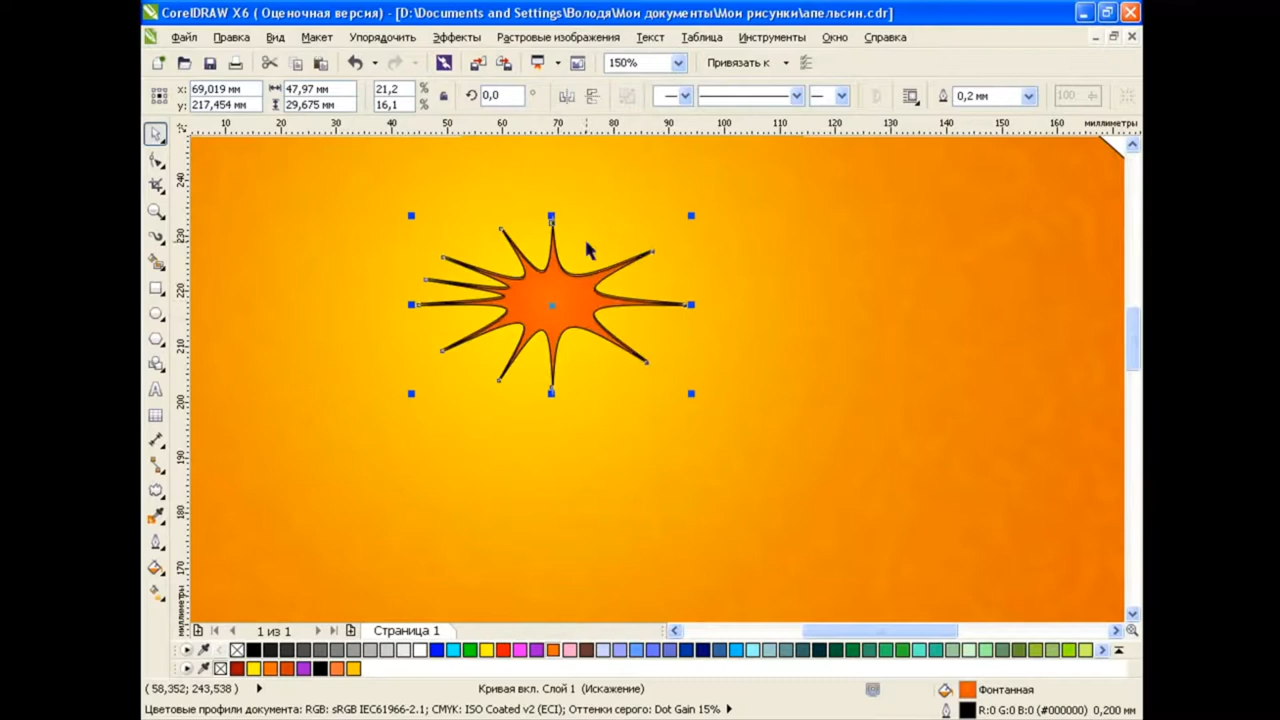 CorelDRAW X6 ( Оценочная версия) - [D:\Documents and Settings\Володя\Мои документы\Мои рисунки\апельсин.cdr]
Файл Правка Вид Макет Упорядочить Эффекты Растровые изображения Текст Таблица Инструменты Окно Справка
150% Привязать к
x: 69,019 мм 47,97 мм 21,2 % 0,0 ° 0,2 мм 100
y: 217,454 мм 29,675 мм 16,1 %
10 20 30 40 50 60 70 80 90 100 110 120 130 140 150 160 миллиметры
240
230
220
210
200
190
180
170
миллиметры
1 из 1 Страница 1
( 58,352; 243,538 ) Кривая вкл. Слой 1 (Искажение) Фонтанная
Цветовые профили документа: RGB: sRGB IEC61966-2.1; CMYK: ISO Coated v2 (ECI); Оттенки серого: Dot Gain 15% R:0 G:0 B:0 (#000000) 0,200 мм